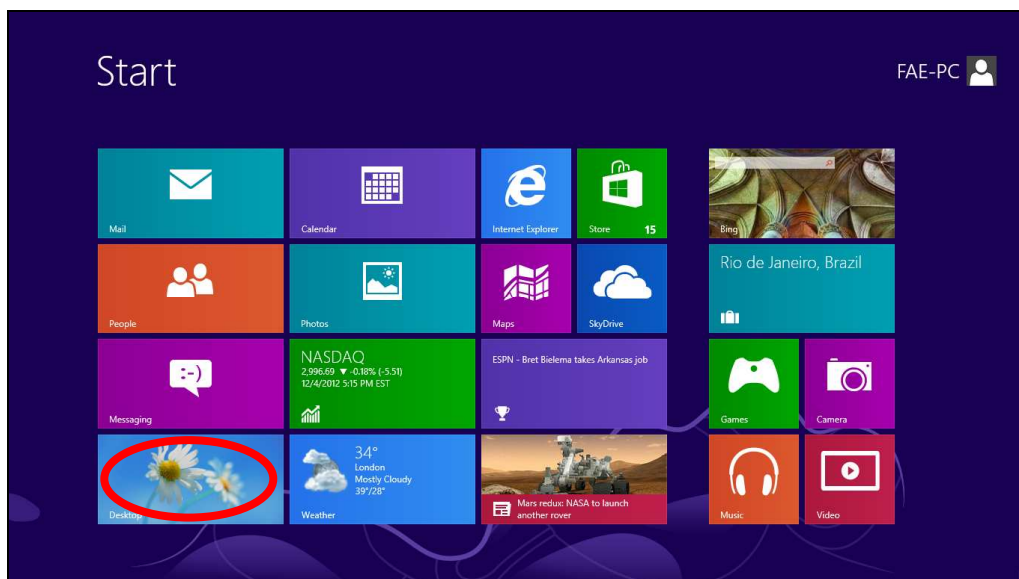 Start
FAE-PC
Mail
Calendar
Internet Explorer
Store 15
Bing
People
Photos
Maps
SkyDrive
Rio de Janeiro, Brazil
Messaging
NASDAQ
2,996.69 ▼ -0.18% (-5.51)
12/4/2012 5:15 PM EST
ESPN - Bret Bielema takes Arkansas job
Games
Camera
Desktop
34°
London
Mostly Cloudy
39°/28°
Weather
Mars redux: NASA to launch
another rover
Music
Video